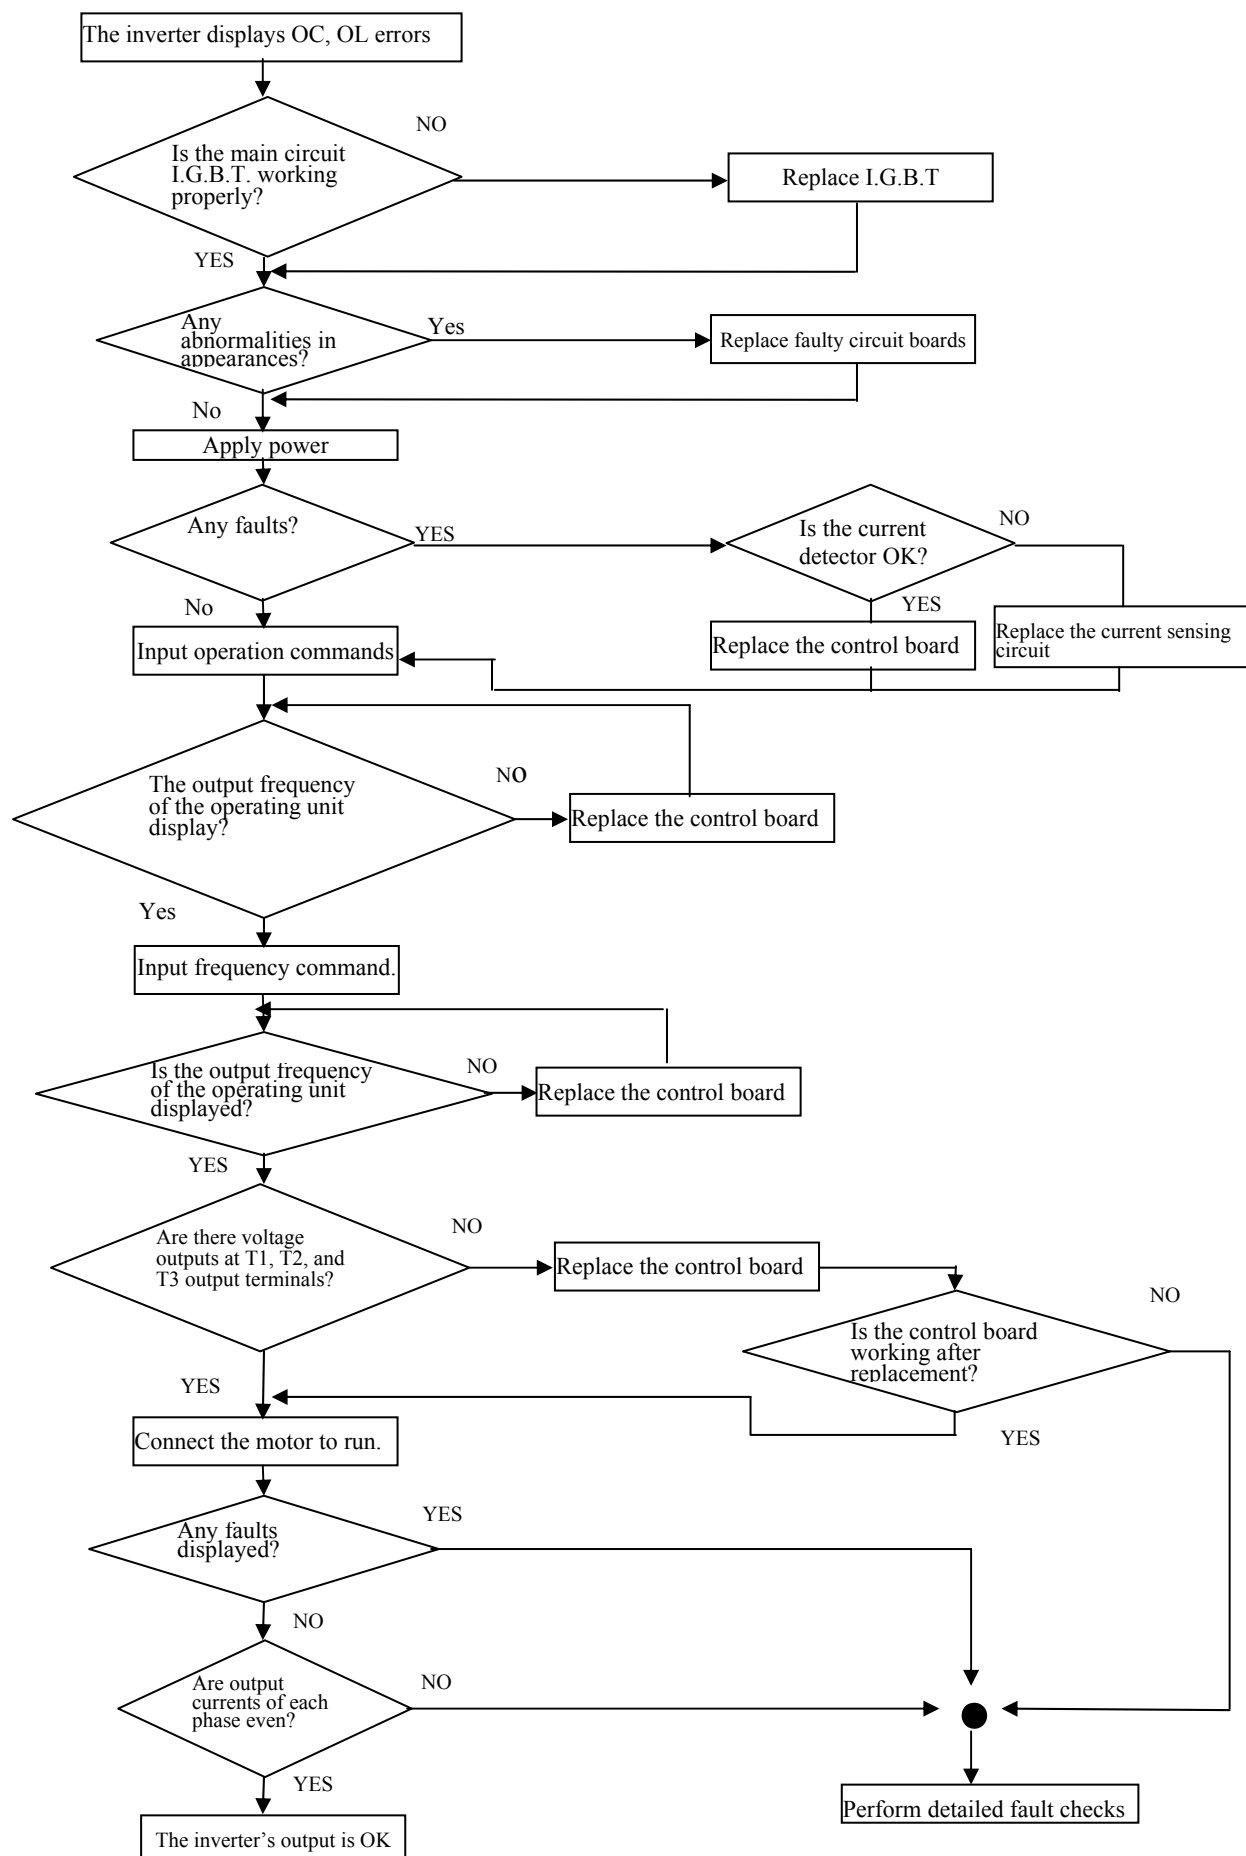 The inverter displays OC, OL errors
NO
Is the main circuit
I.G.B.T. working
properly?
Replace I.G.B.T
YES
Any
abnormalities in
appearances?
Yes
Replace faulty circuit boards
No
Apply power
Any faults?
YES
Is the current
detector OK?
NO
No
YES
Input operation commands
Replace the control board
Replace the current sensing
circuit
The output frequency
of the operating unit
display?
NO
Replace the control board
Yes
Input frequency command.
Is the output frequency
of the operating unit
displayed?
NO
Replace the control board
YES
Are there voltage
outputs at T1, T2, and
T3 output terminals?
NO
Replace the control board
NO
Is the control board
working after
replacement?
YES
YES
Connect the motor to run.
Any faults
displayed?
YES
NO
Are output
currents of each
phase even?
NO
YES
Perform detailed fault checks
The inverter’s output is OK